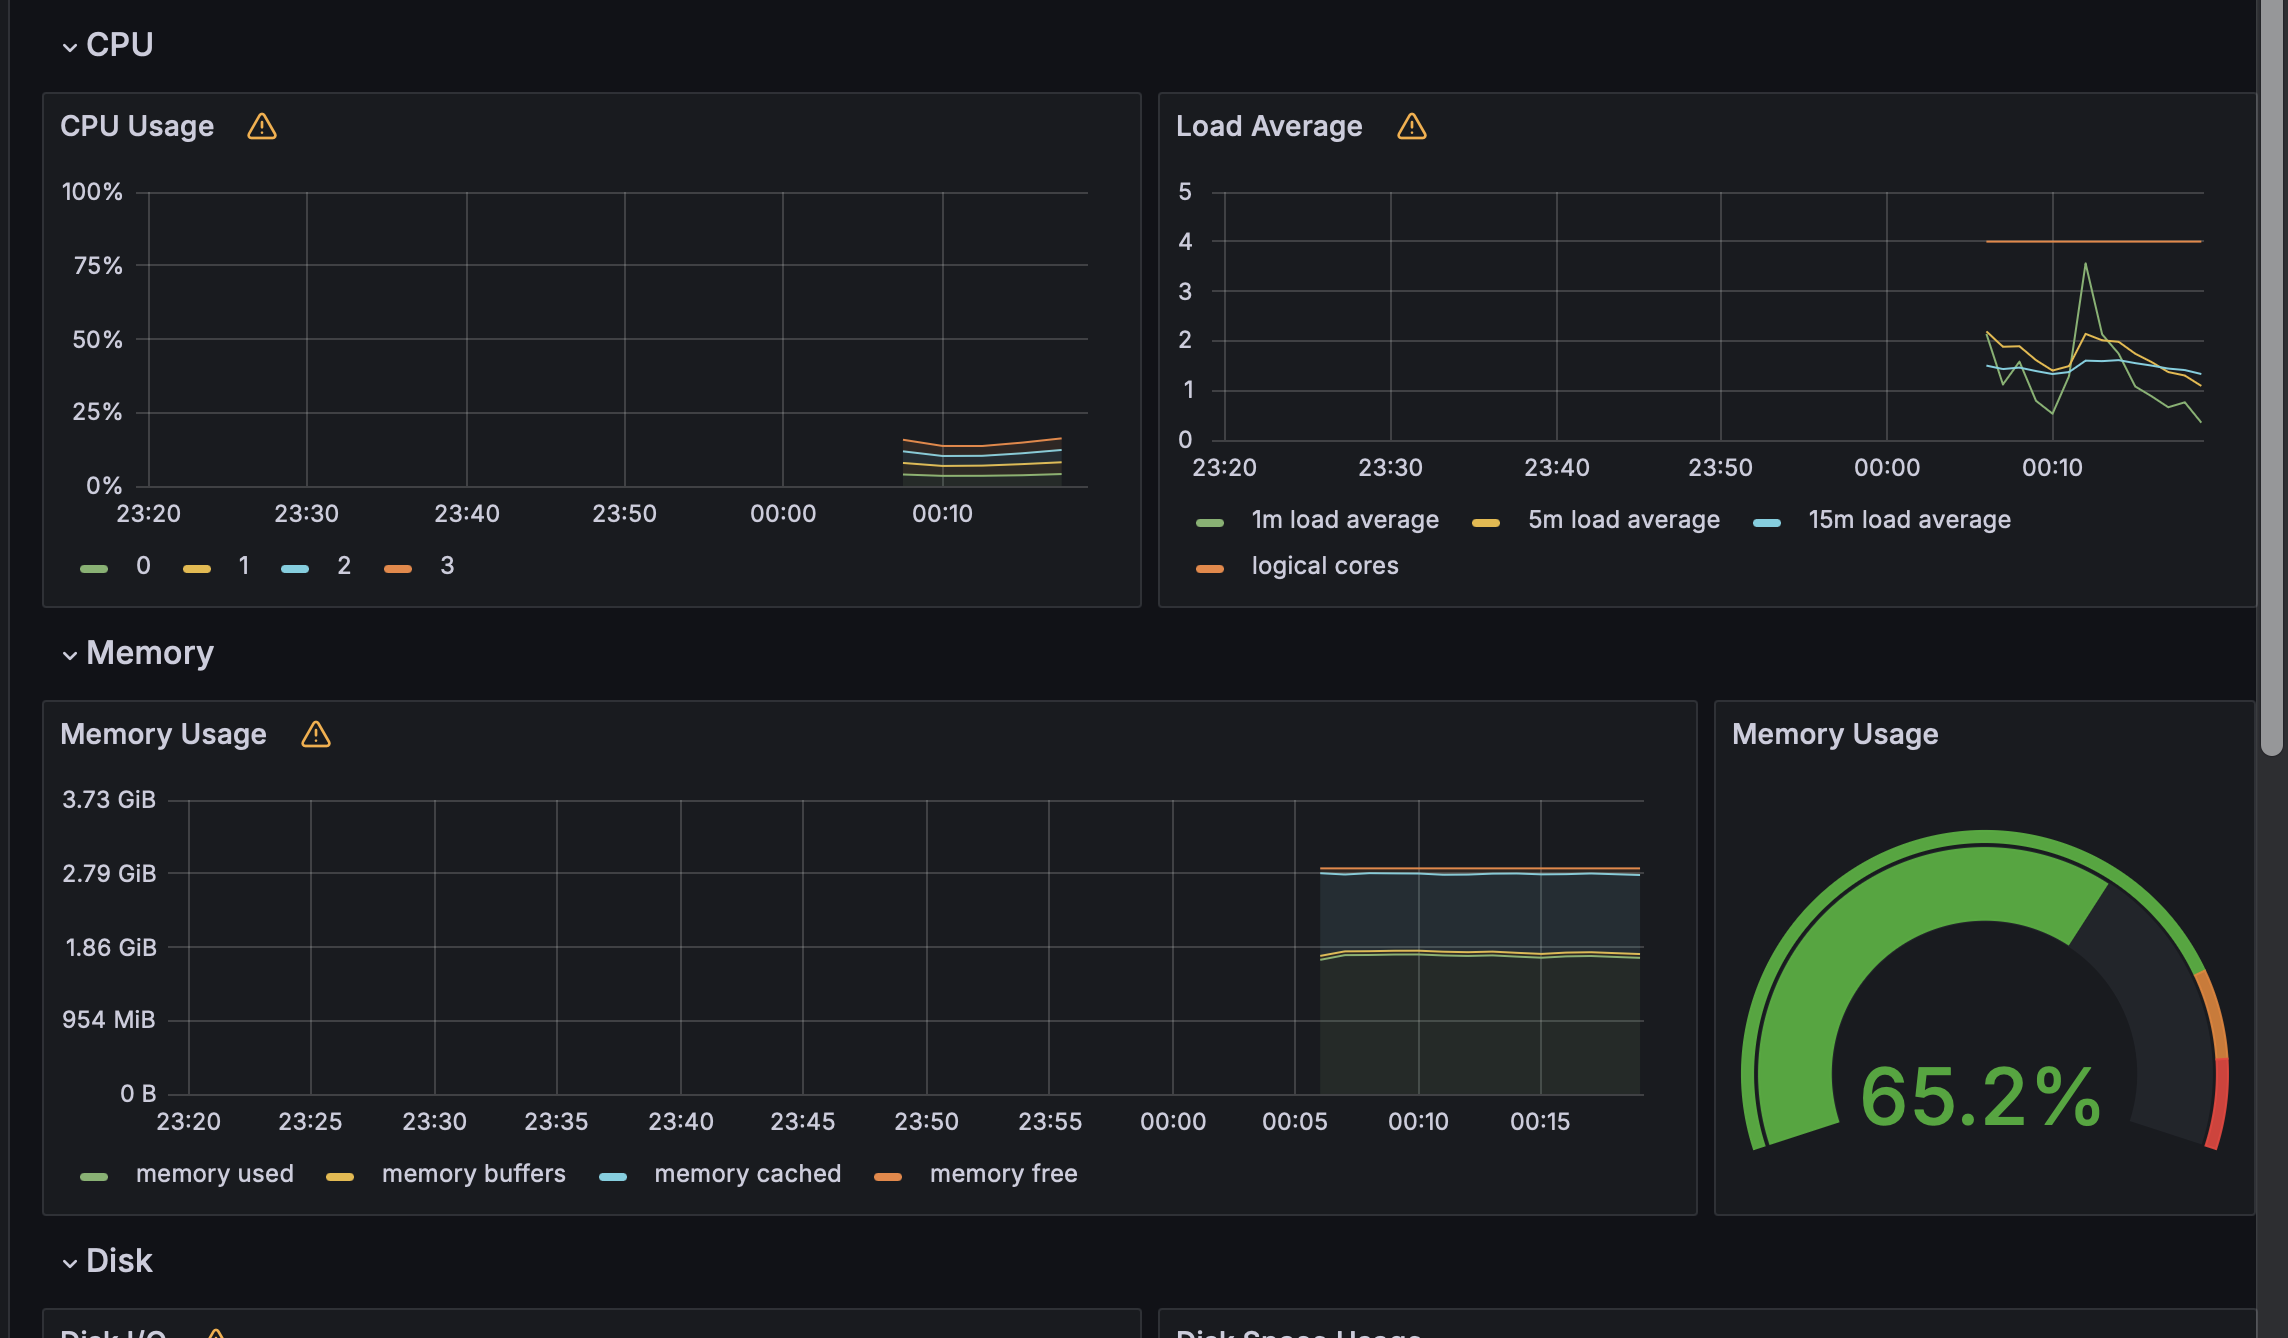 CPU
CPU Usage
100%
75%
50%
25%
0%
23:20 23:30 23:40 23:50 00:00 00:10
0 1 2 3
Load Average
5
4
3
2
1
0
23:20 23:30 23:40 23:50 00:00 00:10
1m load average 5m load average 15m load average
logical cores
Memory
Memory Usage
3.73 GiB
2.79 GiB
1.86 GiB
954 MiB
0 B
23:20 23:25 23:30 23:35 23:40 23:45 23:50 23:55 00:00 00:05 00:10 00:15
memory used memory buffers memory cached memory free
Memory Usage
65.2%
Disk
Disk I/O
Disk Space Usage